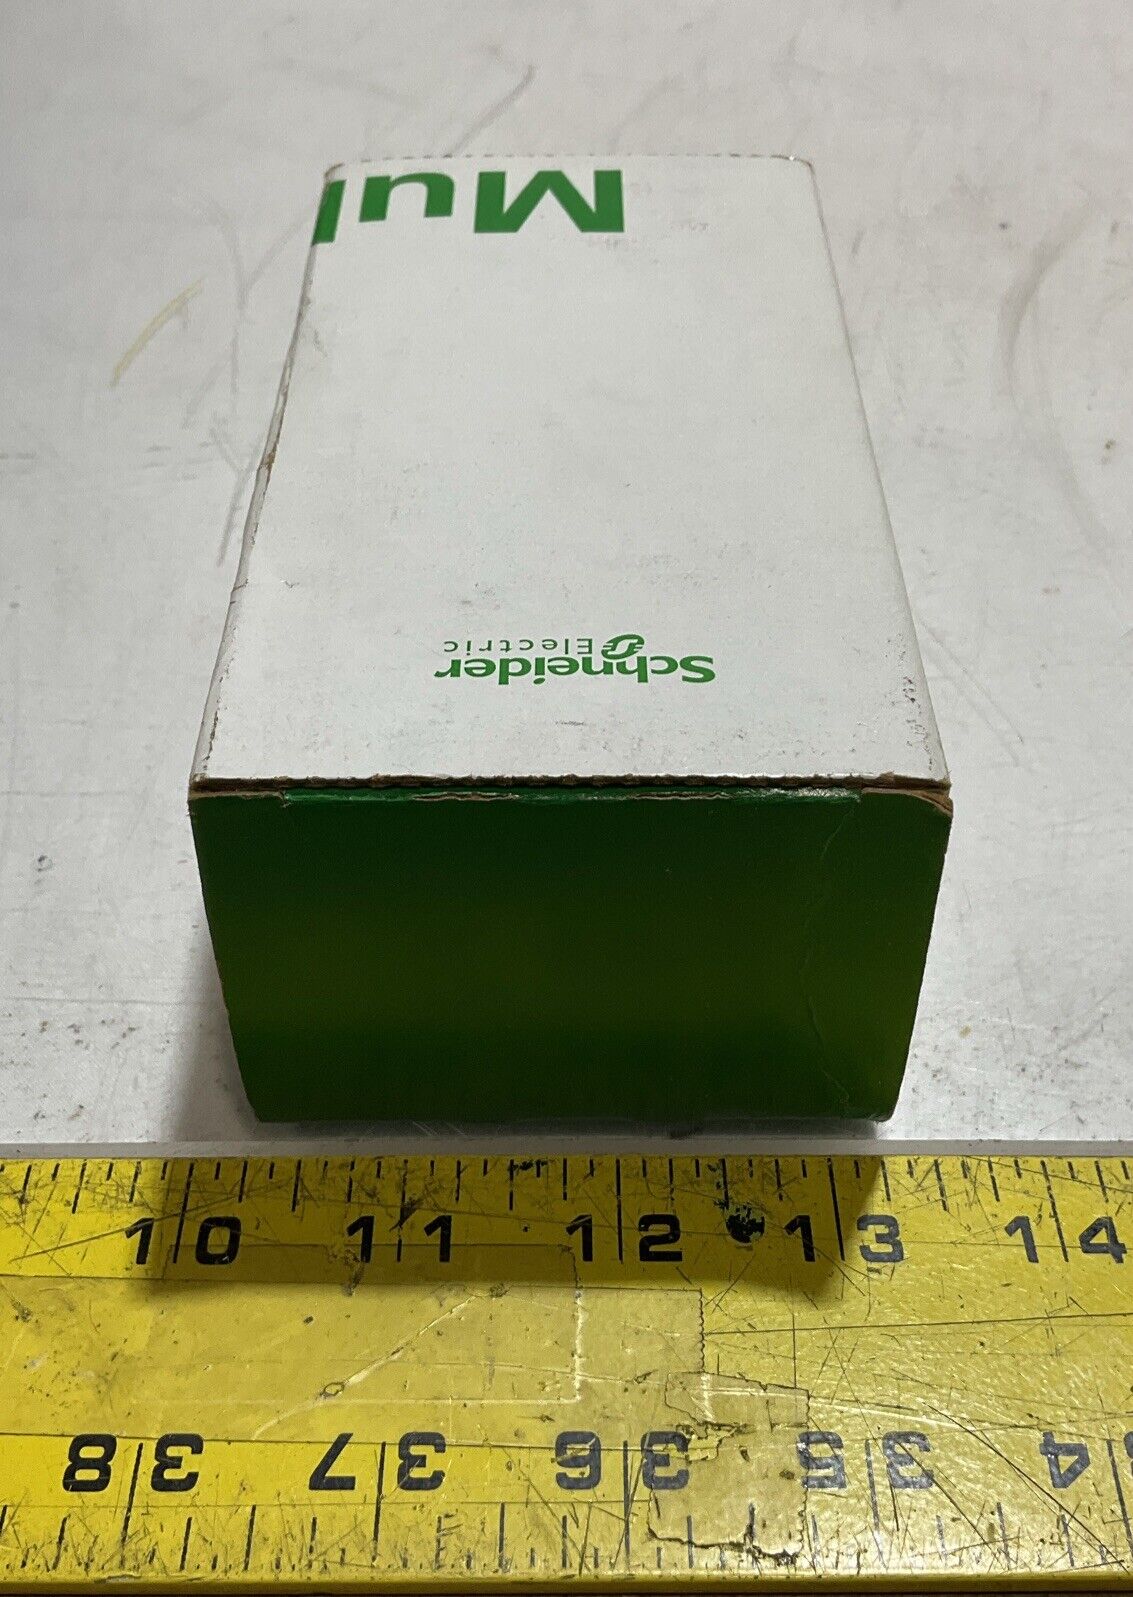 Mul
Schneider
Electric
10 11 12 13 14
38 37 36 35 34